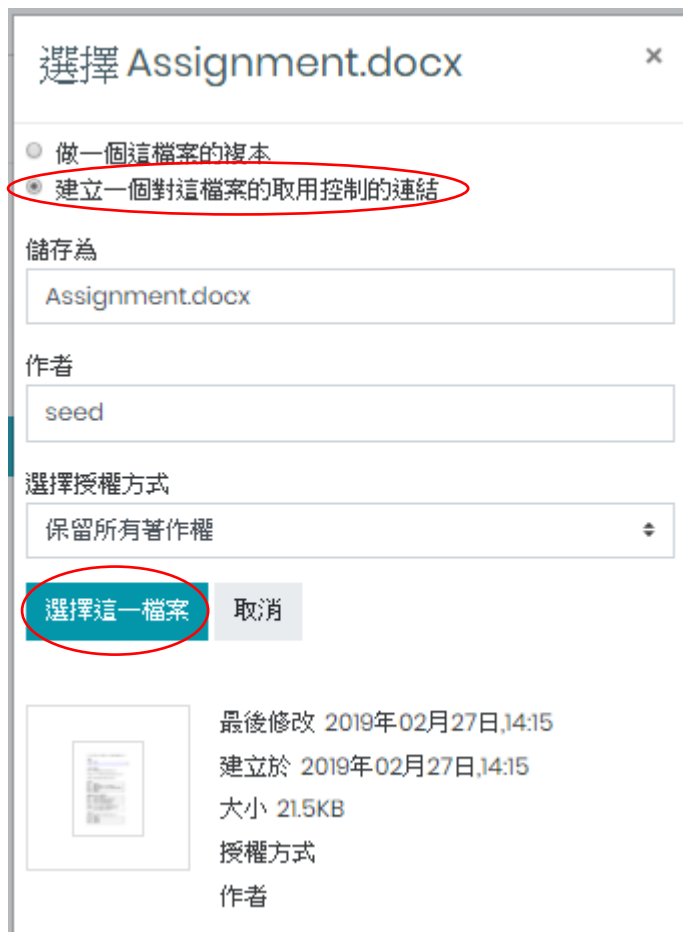 選擇 Assignment.docx ×
做一個這檔案的複本
建立一個對這檔案的取用控制的連結
儲存為
Assignment.docx
作者
seed
選擇授權方式
保留所有著作權
選擇這一檔案 取消
最後修改 2019年02月27日,14:15
建立於 2019年02月27日,14:15
大小 21.5KB
授權方式
作者